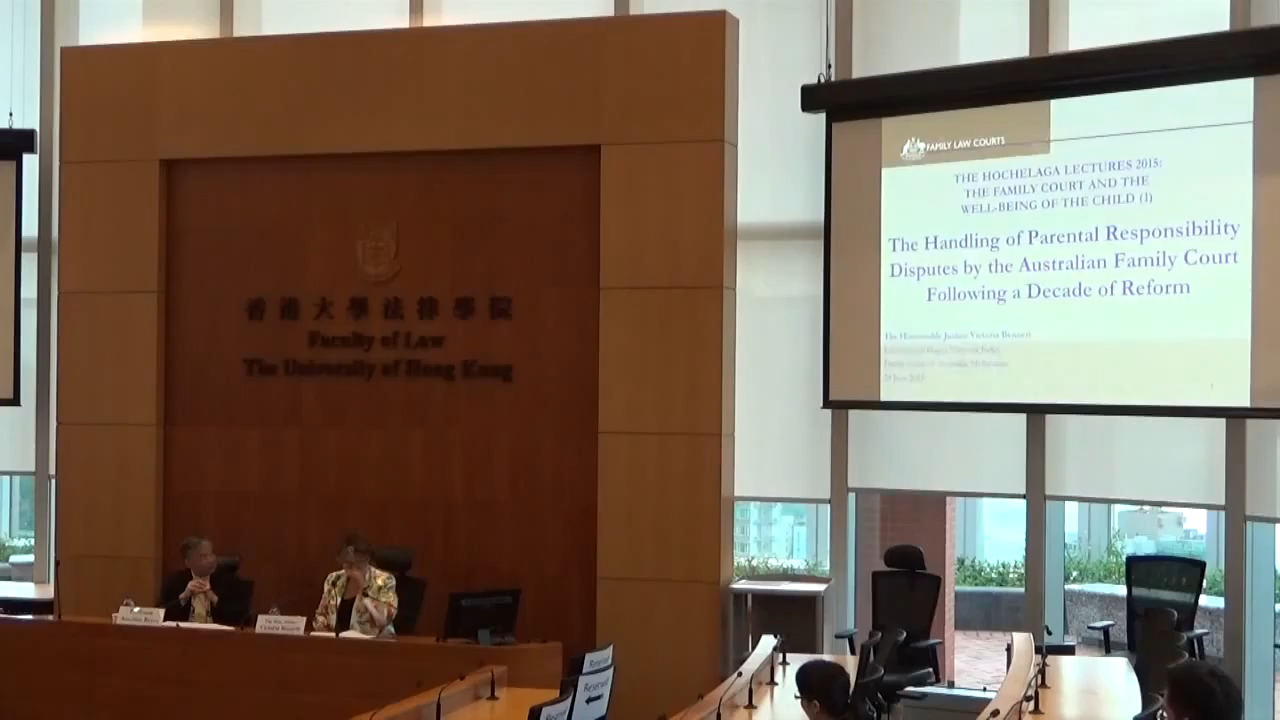 香港大學法律學院
Faculty of Law
The University of Hong Kong
FAMILY LAW COURTS
THE HOCHELAGA LECTURES 2015:
THE FAMILY COURT AND THE
WELL-BEING OF THE CHILD (1)
The Handling of Parental Responsibility
Disputes by the Australian Family Court
Following a Decade of Reform
The Honourable Justice Victoria Bennett
Reserved
Reserved
Reserved